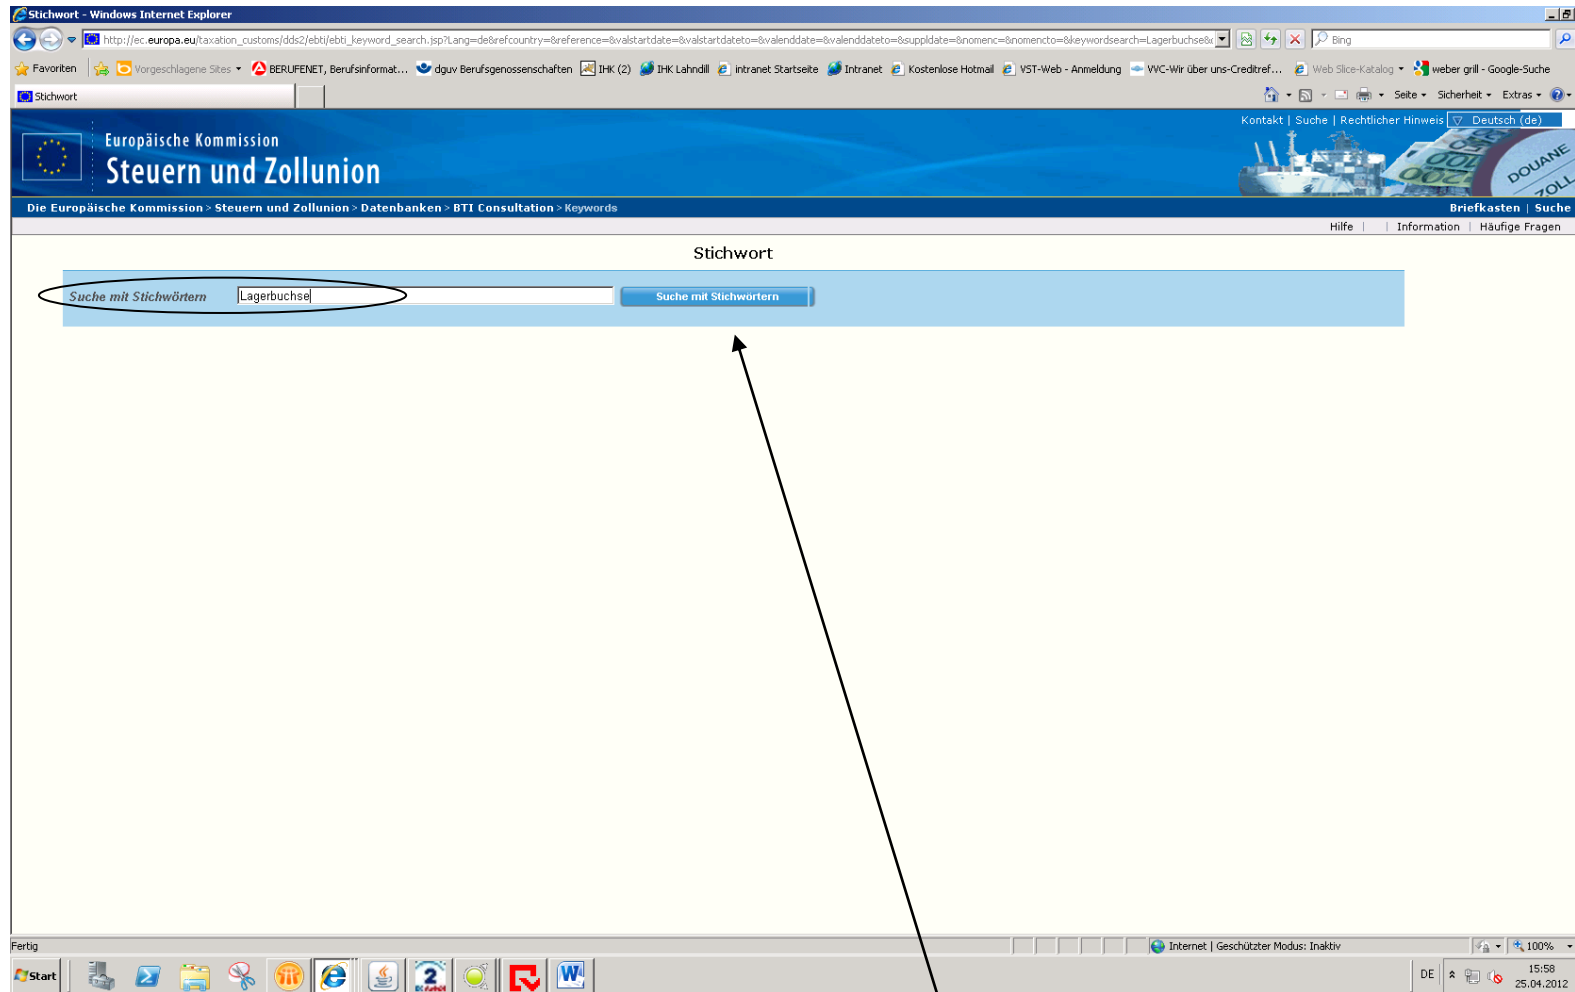 Stichwort - Windows Internet Explorer
http://ec.europa.eu/taxation_customs/dds2/ebti/ebti_keyword_search.jsp?Lang=de&refcountry=&reference=&valstartdate=&valstartdateto=&valenddate=&valenddateto=&suppldate=&nomenc=&nomencto=&keywordsearch=Lagerbuchse&
Bing
Favoriten Vorgeschlagene Sites BERUFENET, Berufsinformat... dguv Berufsgenossenschaften IHK (2) IHK Lahndill intranet Startseite Intranet Kostenlose Hotmail VST-Web - Anmeldung VVC-Wir über uns-Creditref... Web Slice-Katalog weber grill - Google-Suche
Stichwort Seite Sicherheit Extras
Kontakt | Suche | Rechtlicher Hinweis Deutsch (de)
Europäische Kommission
Steuern und Zollunion
DOUANE
ZOLL
Die Europäische Kommission > Steuern und Zollunion > Datenbanken > BTI Consultation > Keywords Briefkasten | Suche
Hilfe | | Information | Häufige Fragen
Stichwort
Suche mit Stichwörtern Lagerbuchse Suche mit Stichwörtern
Fertig Internet | Geschützter Modus: Inaktiv 100%
Start DE 15:58
25.04.2012